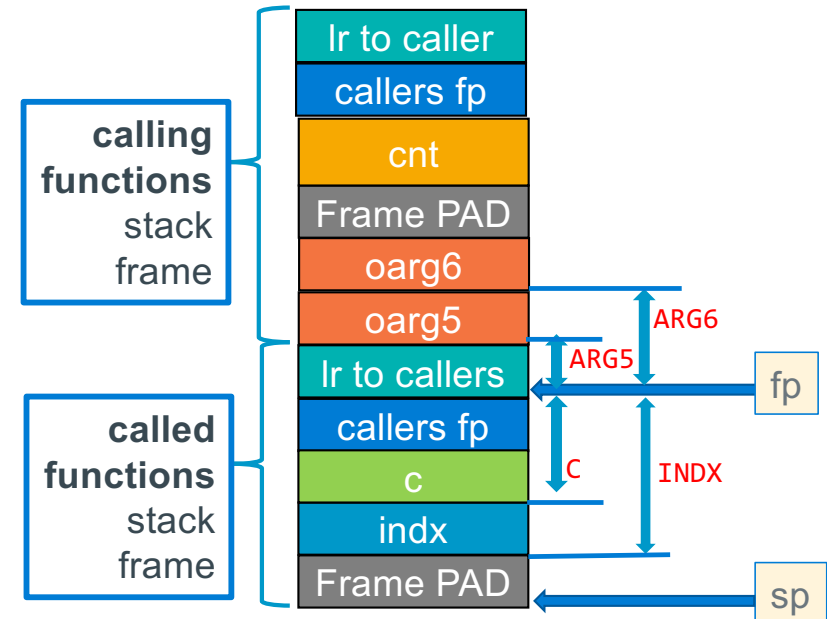 lr to caller
callers fp
calling
functions
stack
frame
cnt
Frame PAD
oarg6
oarg5
ARG6
ARG5
lr to callers
fp
callers fp
called
functions
stack
frame
c
C
INDX
indx
Frame PAD
sp